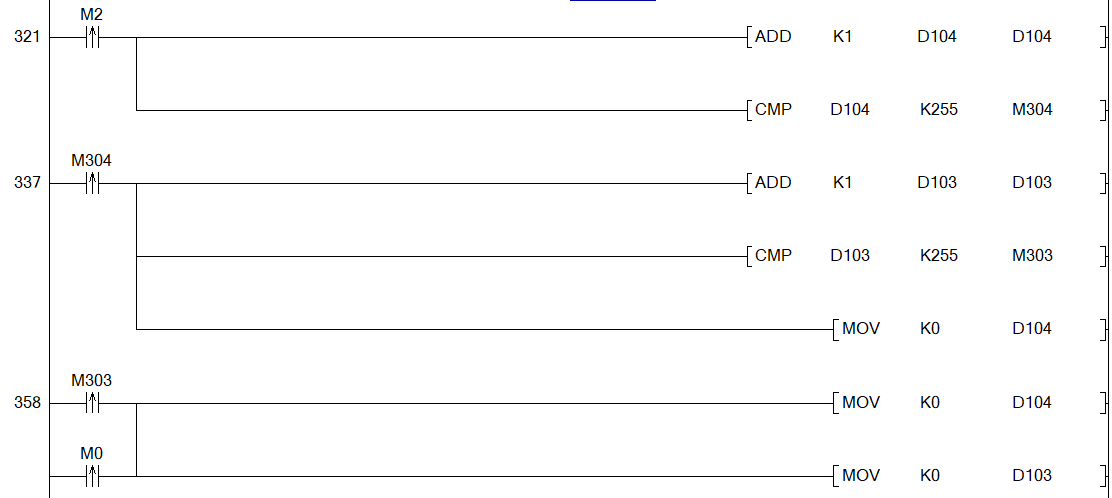 M2
321 ADD K1 D104 D104
CMP D104 K255 M304
M304
337 ADD K1 D103 D103
CMP D103 K255 M303
MOV K0 D104
M303
358 MOV K0 D104
M0
MOV K0 D103